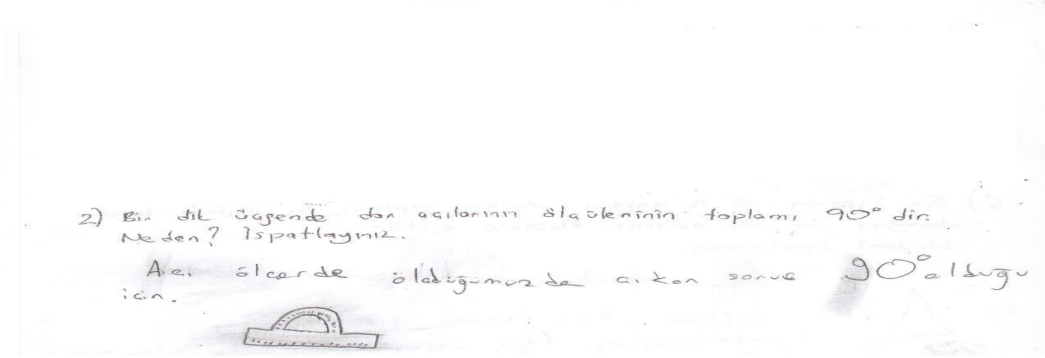 2) Bir dik üçgende dar açılarının ölçülerinin toplamı 90° dir.
Neden? İspatlayınız.
Açı ölçerde ölçtüğümüzde çıkan sonuç 90° olduğu
için.